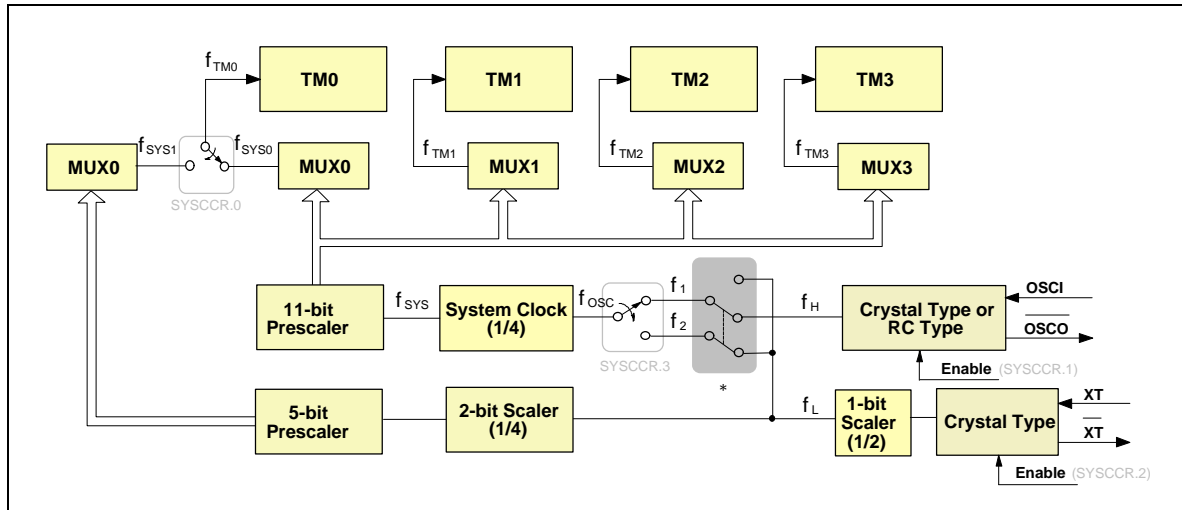 TM0
TM1
TM2
TM3
fTM0
fSYS1
fSYS0
fTM1
fTM2
fTM3
MUX0
MUX0
MUX1
MUX2
MUX3
SYSCCR.0
11-bit
Prescaler
fSYS
System Clock
(1/4)
fOSC
f1
f2
SYSCCR.3
*
fH
Crystal Type or
RC Type
OSCI
OSCO
Enable (SYSCCR.1)
5-bit
Prescaler
2-bit Scaler
(1/4)
fL
1-bit
Scaler
(1/2)
Crystal Type
XT
XT
Enable (SYSCCR.2)